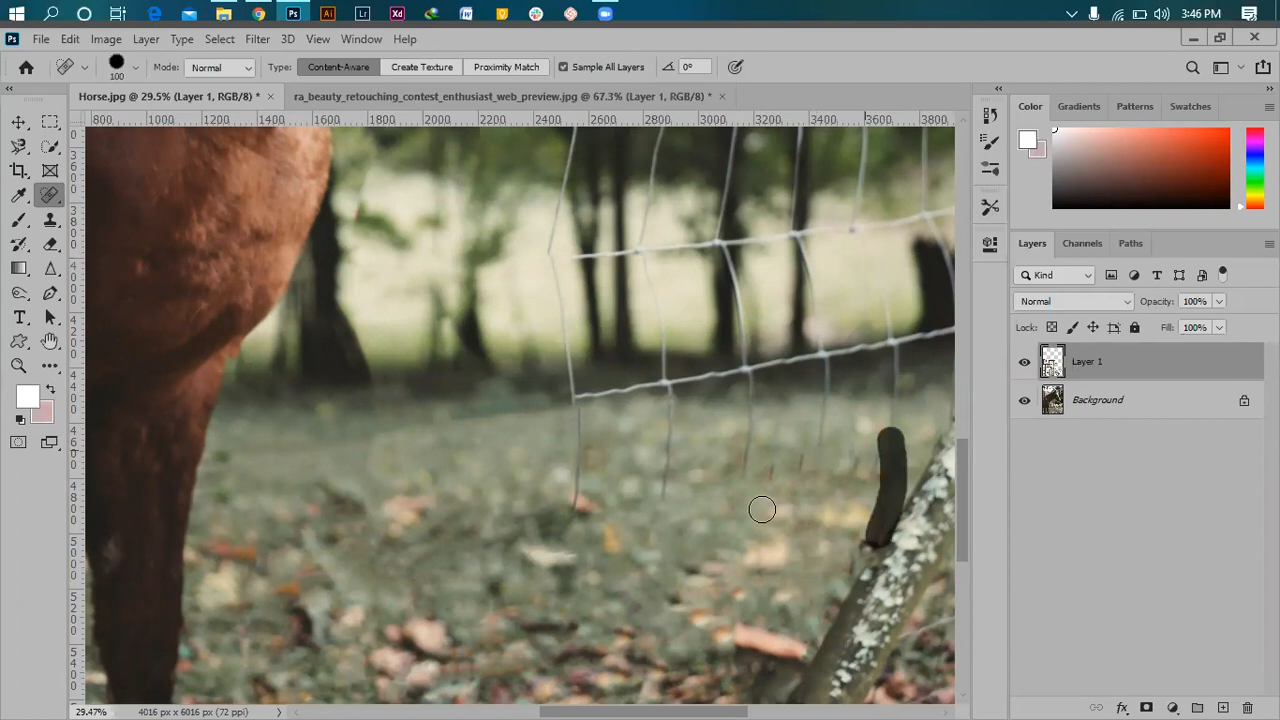 3:46 PM
Ps File Edit Image Layer Type Select Filter 3D View Window Help
100 Mode: Normal Type: Content-Aware Create Texture Proximity Match Sample All Layers 0°
Horse.jpg @ 29.5% (Layer 1, RGB/8) * × ra_beauty_retouching_contest_enthusiast_web_preview.jpg @ 67.3% (Layer 1, RGB/8) * ×
800 1000 1200 1400 1600 1800 2000 2200 2400 2600 2800 3000 3200 3400 3600 3800
Color Gradients Patterns Swatches
Layers Channels Paths
Kind
Normal Opacity: 100%
Lock: Fill: 100%
Layer 1
Background
29.47% 4016 px x 6016 px (72 ppi)